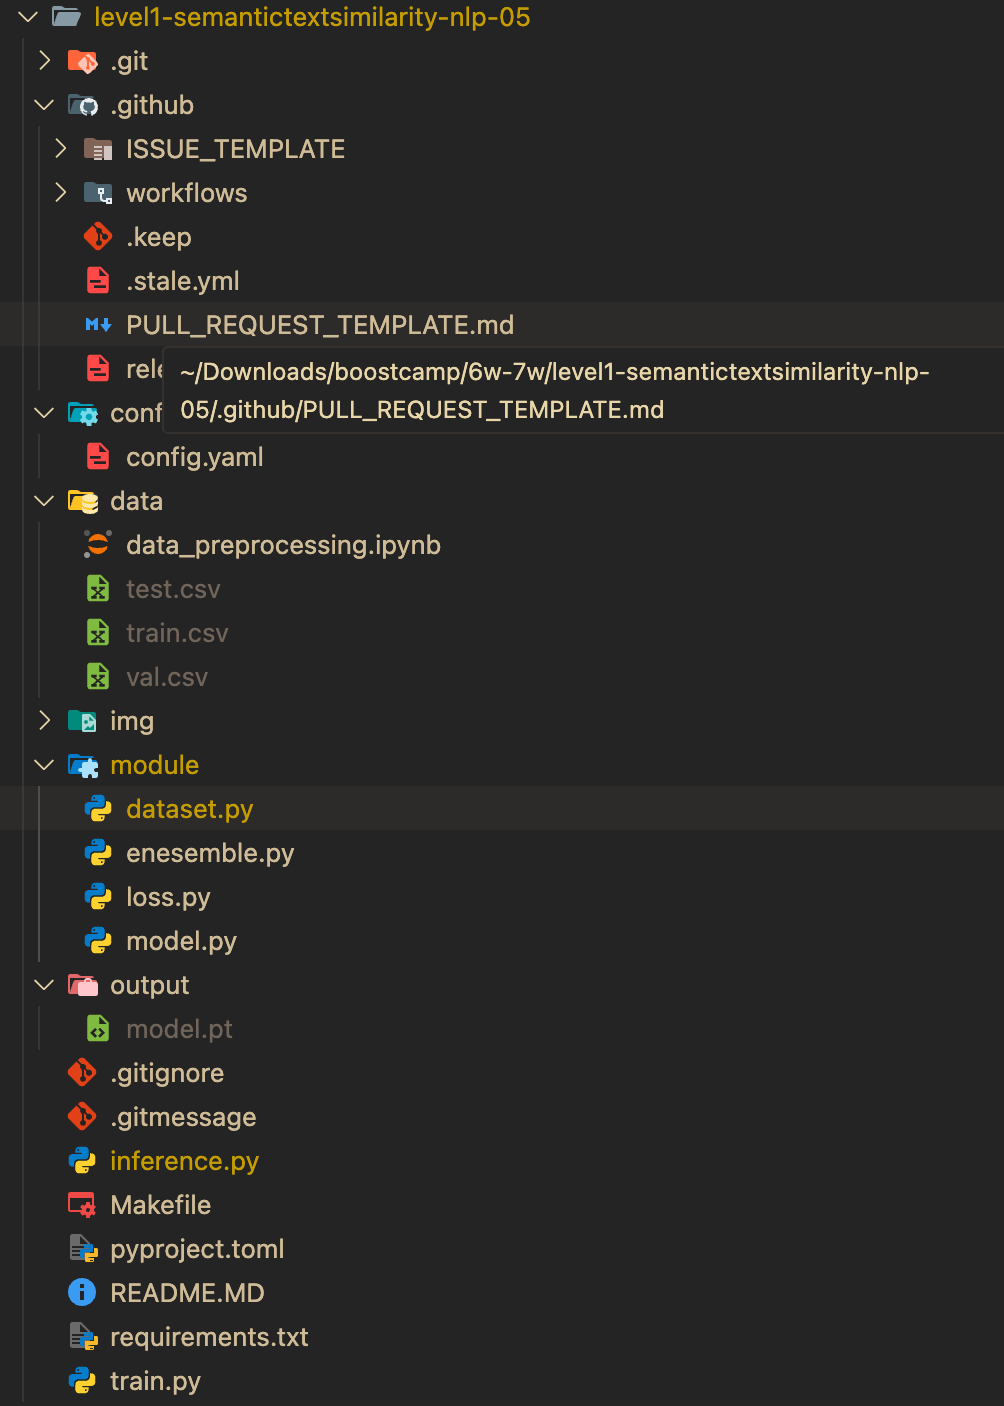 level1-semantictextsimilarity-nlp-05
.git
.github
ISSUE_TEMPLATE
workflows
.keep
.stale.yml
PULL_REQUEST_TEMPLATE.md
rele
~/Downloads/boostcamp/6w-7w/level1-semantictextsimilarity-nlp-
05/.github/PULL_REQUEST_TEMPLATE.md
conf
config.yaml
data
data_preprocessing.ipynb
test.csv
train.csv
val.csv
img
module
dataset.py
enesemble.py
loss.py
model.py
output
model.pt
.gitignore
.gitmessage
inference.py
Makefile
pyproject.toml
README.MD
requirements.txt
train.py